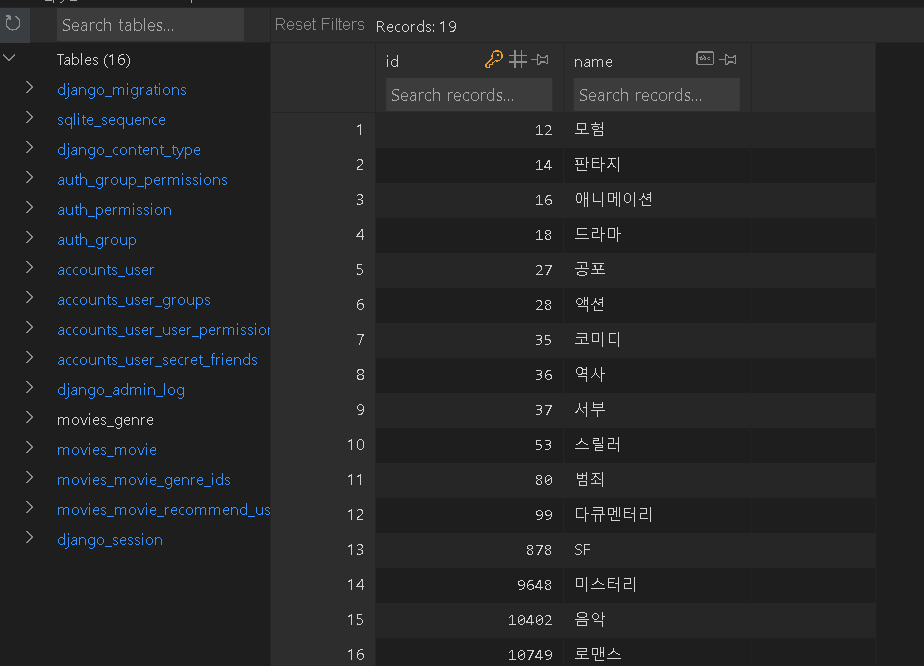 Search tables...
Reset Filters Records: 19
Tables (16)
django_migrations
sqlite_sequence
django_content_type
auth_group_permissions
auth_permission
auth_group
accounts_user
accounts_user_groups
accounts_user_user_permission
accounts_user_secret_friends
django_admin_log
movies_genre
movies_movie
movies_movie_genre_ids
movies_movie_recommend_us
django_session
id name
Search records... Search records...
1 12 모험
2 14 판타지
3 16 애니메이션
4 18 드라마
5 27 공포
6 28 액션
7 35 코미디
8 36 역사
9 37 서부
10 53 스릴러
11 80 범죄
12 99 다큐멘터리
13 878 SF
14 9648 미스터리
15 10402 음악
16 10749 로맨스